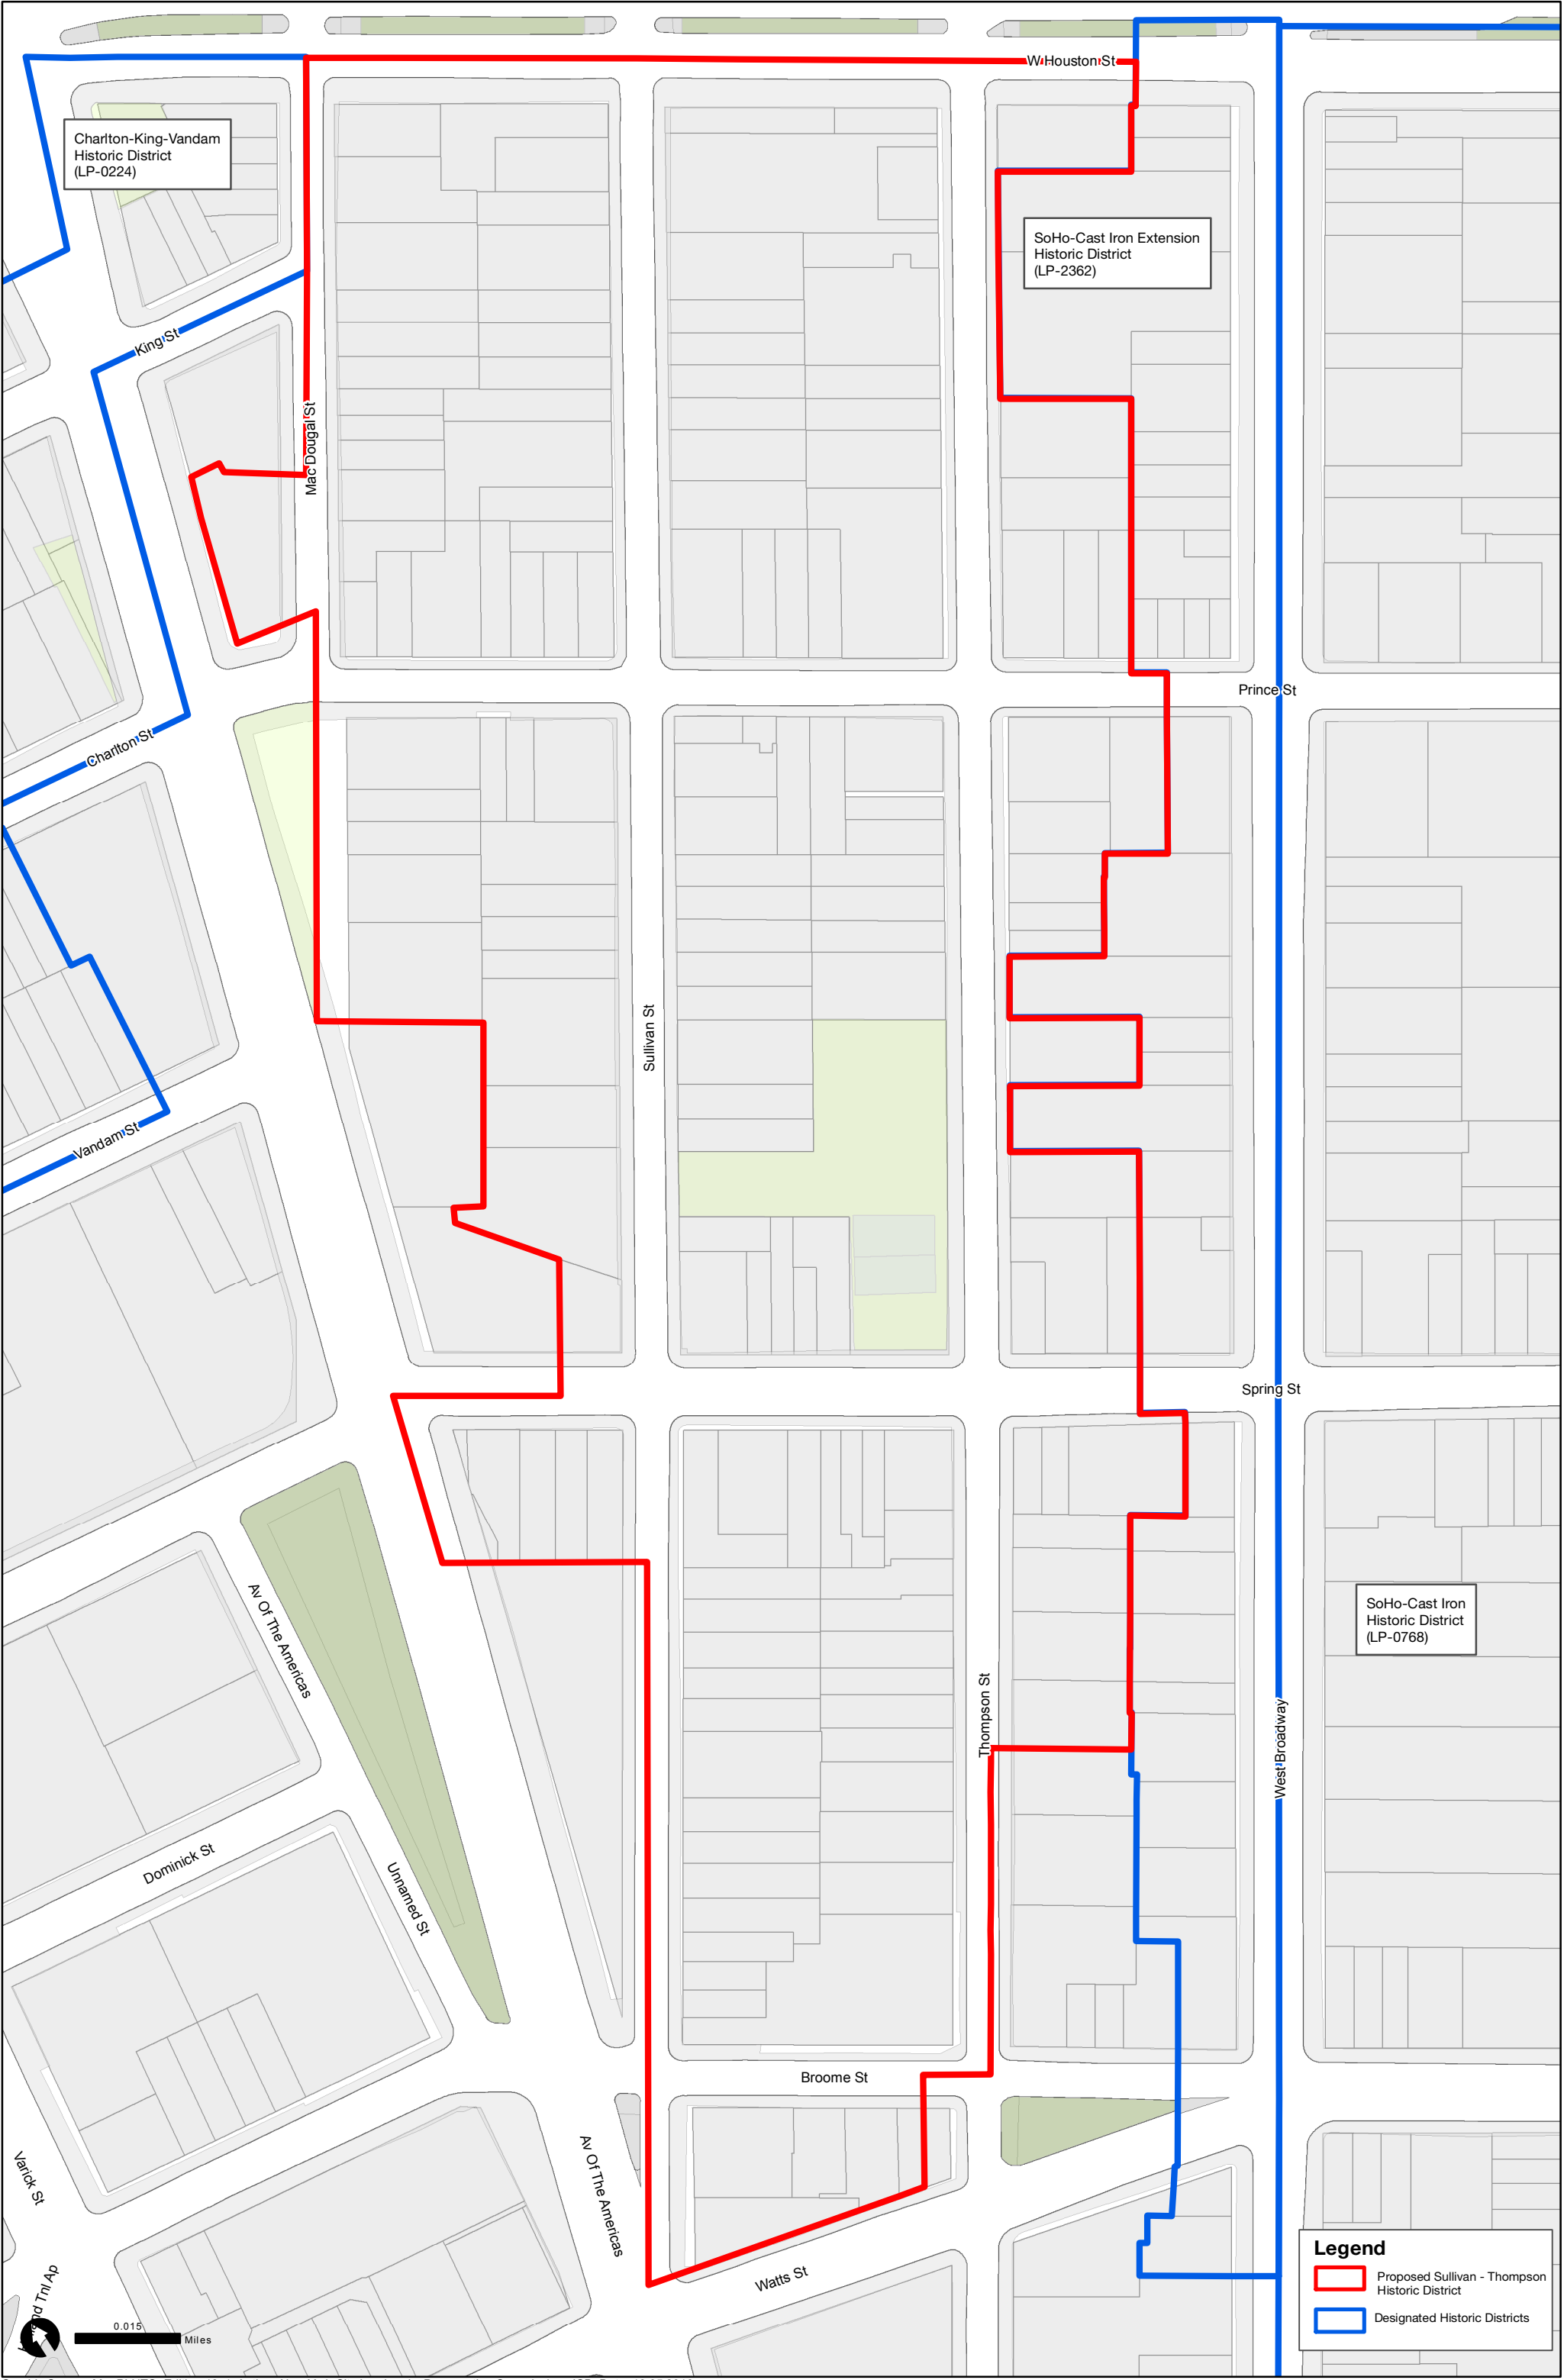 W Houston St
Charlton-King-Vandam
Historic District
(LP-0224)
SoHo-Cast Iron Extension
Historic District
(LP-2362)
King St
Mac Dougal St
Prince St
Charlton St
Sullivan St
Vandam St
Spring St
Av Of The Americas
SoHo-Cast Iron
Historic District
(LP-0768)
Thompson St
West Broadway
Dominick St
Unnamed St
Broome St
Varick St
Av Of The Americas
Watts St
Tnl Ap
0.015
Miles
Legend
Proposed Sullivan - Thompson
Historic District
Designated Historic Districts